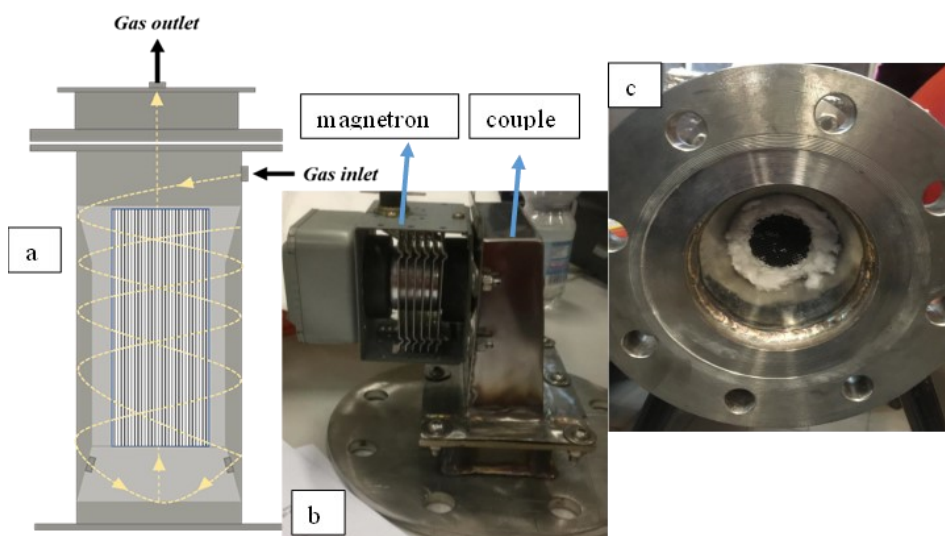 Gas outlet
magnetron
couple
c
Gas inlet
a
b